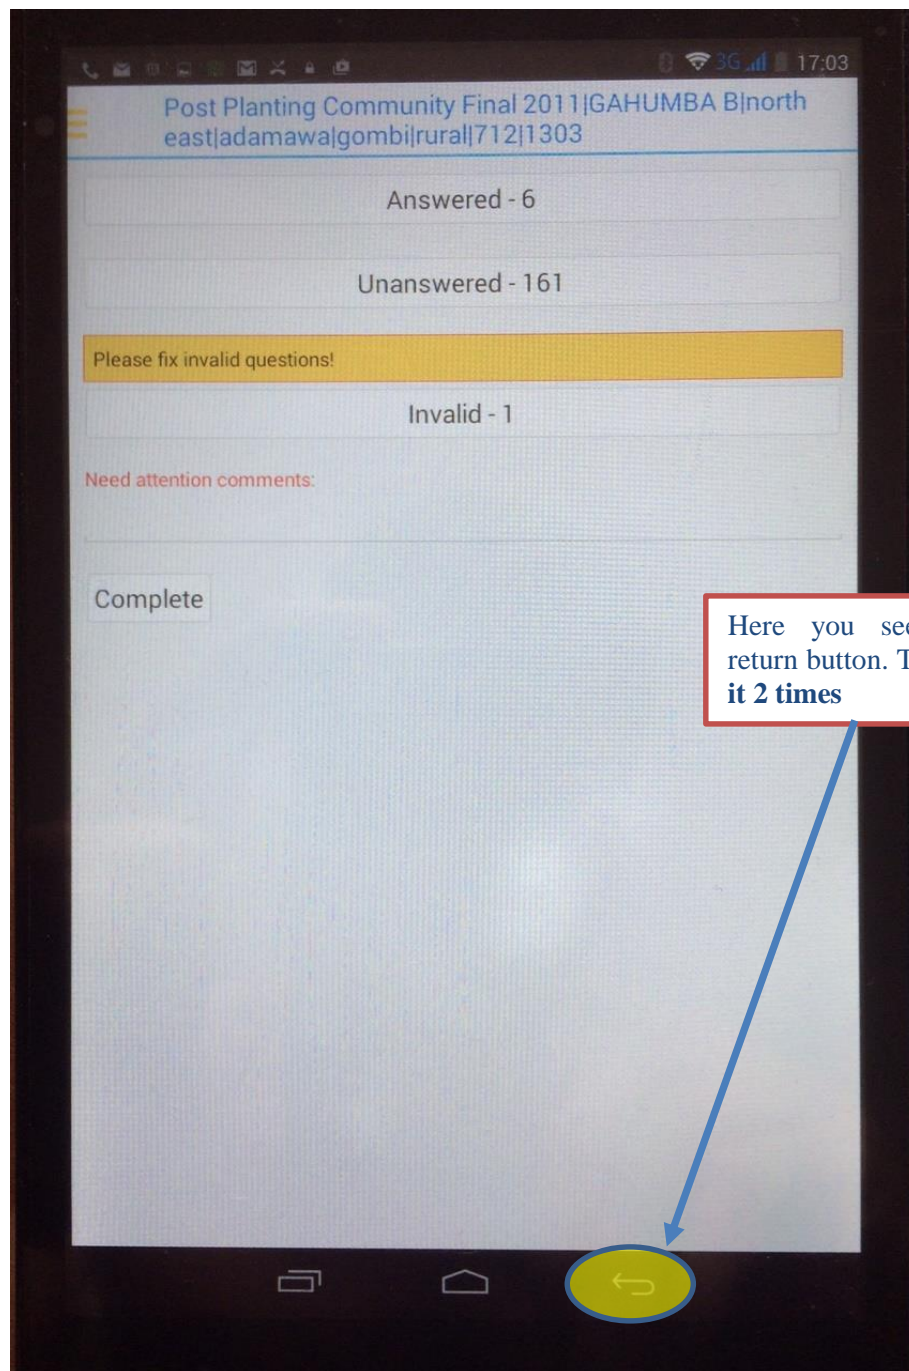 3G 17:03
Post Planting Community Final 2011|GAHUMBA B|north
east|adamawa|gombi|rural|712|1303
Answered - 6
Unanswered - 161
Please fix invalid questions!
Invalid - 1
Need attention comments:
Complete
Here you see
return button. T
it 2 times